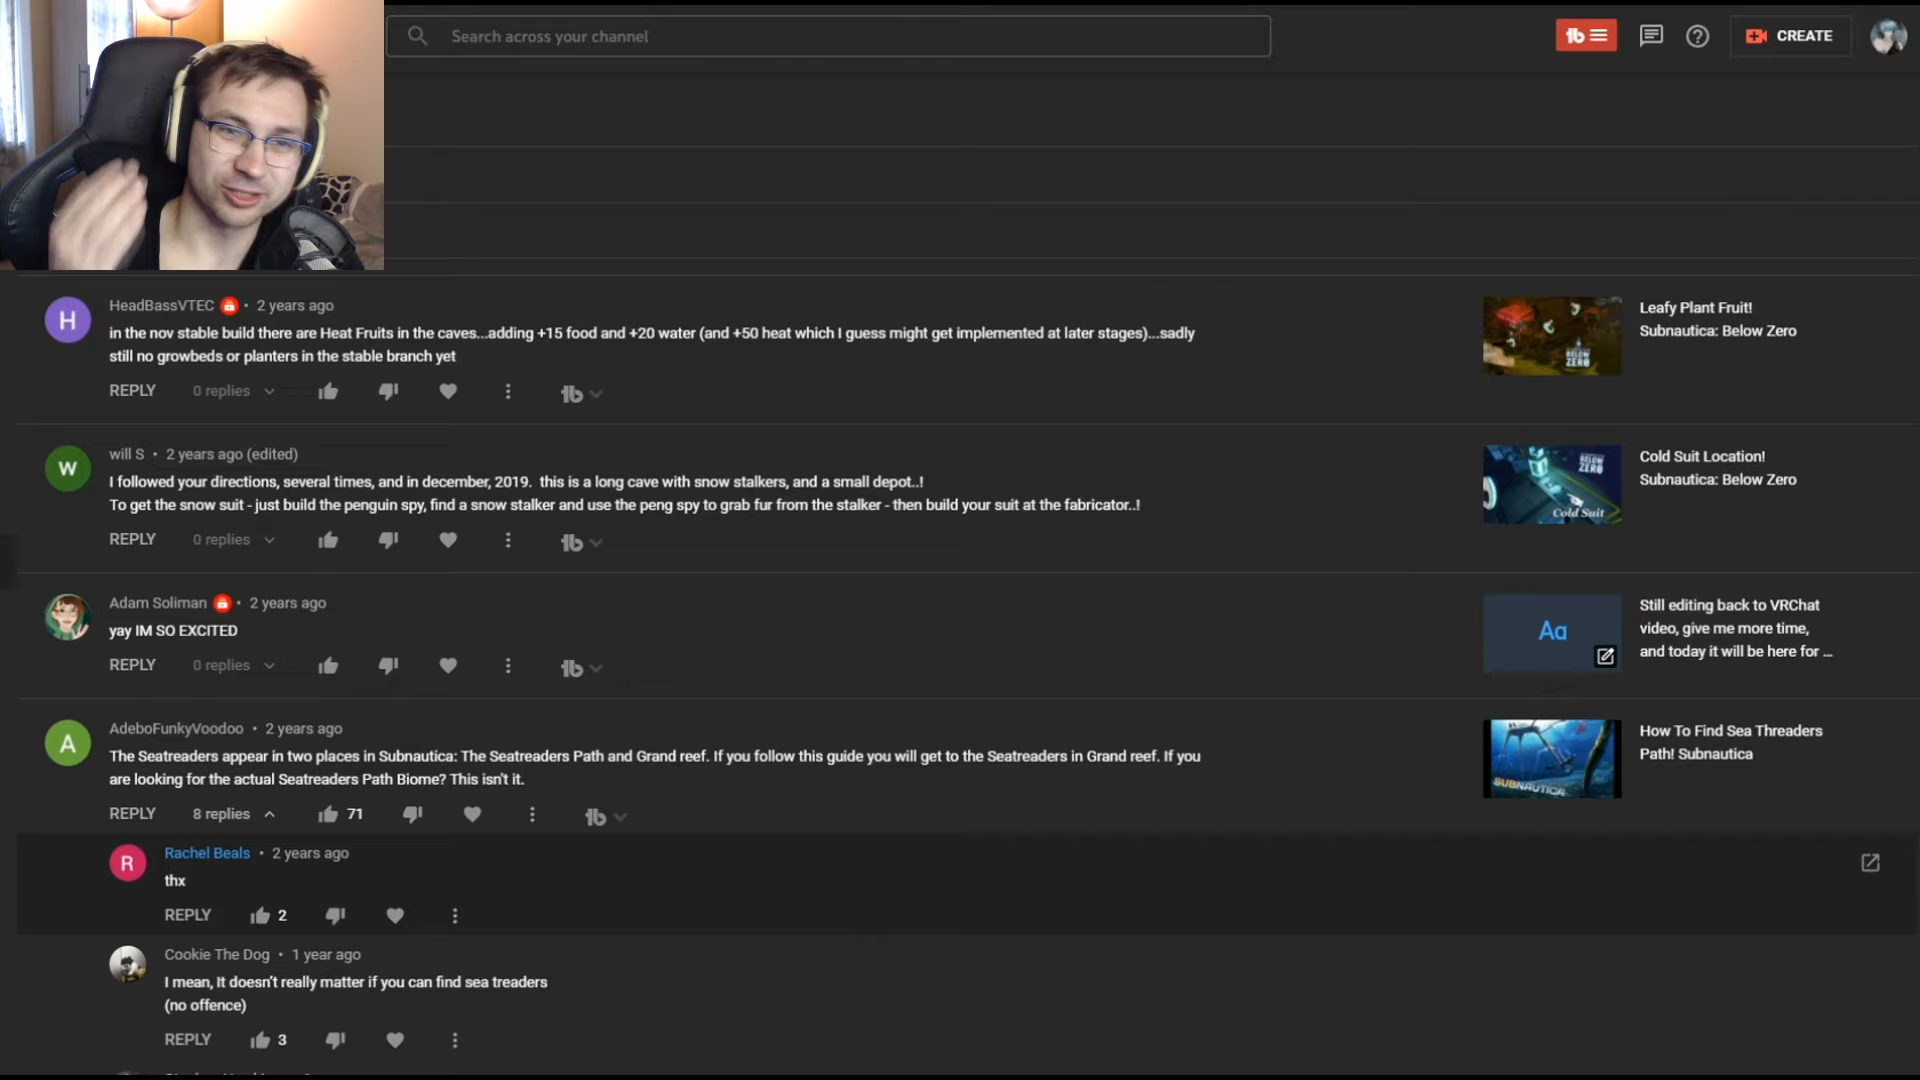 Search across your channel
CREATE
H
HeadBassVTEC • 2 years ago
in the nov stable build there are Heat Fruits in the caves...adding +15 food and +20 water (and +50 heat which I guess might get implemented at later stages)...sadly
still no growbeds or planters in the stable branch yet
REPLY 0 replies
Leafy Plant Fruit!
Subnautica: Below Zero
BELOW
ZERO
W
will S • 2 years ago (edited)
I followed your directions, several times, and in december, 2019. this is a long cave with snow stalkers, and a small depot..!
To get the snow suit - just build the penguin spy, find a snow stalker and use the peng spy to grab fur from the stalker - then build your suit at the fabricator..!
REPLY 0 replies
Cold Suit Location!
Subnautica: Below Zero
BELOW
ZERO
Cold Suit
Adam Soliman • 2 years ago
yay IM SO EXCITED
REPLY 0 replies
Aa
Still editing back to VRChat
video, give me more time,
and today it will be here for ...
A
AdeboFunkyVoodoo • 2 years ago
The Seatreaders appear in two places in Subnautica: The Seatreaders Path and Grand reef. If you follow this guide you will get to the Seatreaders in Grand reef. If you
are looking for the actual Seatreaders Path Biome? This isn't it.
REPLY 8 replies 71
How To Find Sea Threaders
Path! Subnautica
SUBNAUTICA
R
Rachel Beals • 2 years ago
thx
REPLY 2
Cookie The Dog • 1 year ago
I mean, It doesn't really matter if you can find sea treaders
(no offence)
REPLY 3